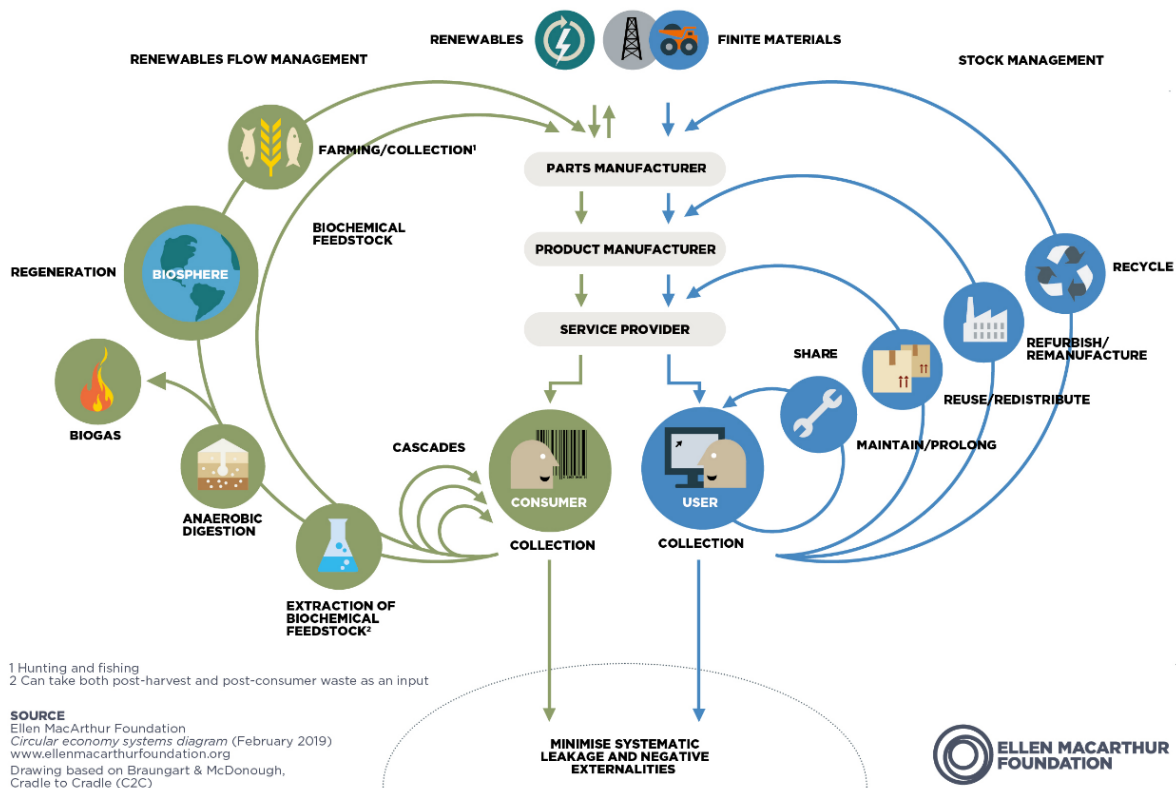 RENEWABLES
FINITE MATERIALS
RENEWABLES FLOW MANAGEMENT
STOCK MANAGEMENT
FARMING/COLLECTION¹
PARTS MANUFACTURER
BIOCHEMICAL
FEEDSTOCK
PRODUCT MANUFACTURER
REGENERATION
BIOSPHERE
RECYCLE
SERVICE PROVIDER
SHARE
REFURBISH/
REMANUFACTURE
REUSE/REDISTRIBUTE
BIOGAS
CASCADES
MAINTAIN/PROLONG
CONSUMER
USER
ANAEROBIC
DIGESTION
COLLECTION
COLLECTION
EXTRACTION OF
BIOCHEMICAL
FEEDSTOCK²
1 Hunting and fishing
2 Can take both post-harvest and post-consumer waste as an input
SOURCE
Ellen MacArthur Foundation
Circular economy systems diagram (February 2019)
www.ellenmacarthurfoundation.org
Drawing based on Braungart & McDonough,
Cradle to Cradle (C2C)
MINIMISE SYSTEMATIC
LEAKAGE AND NEGATIVE
EXTERNALITIES
ELLEN MACARTHUR
FOUNDATION